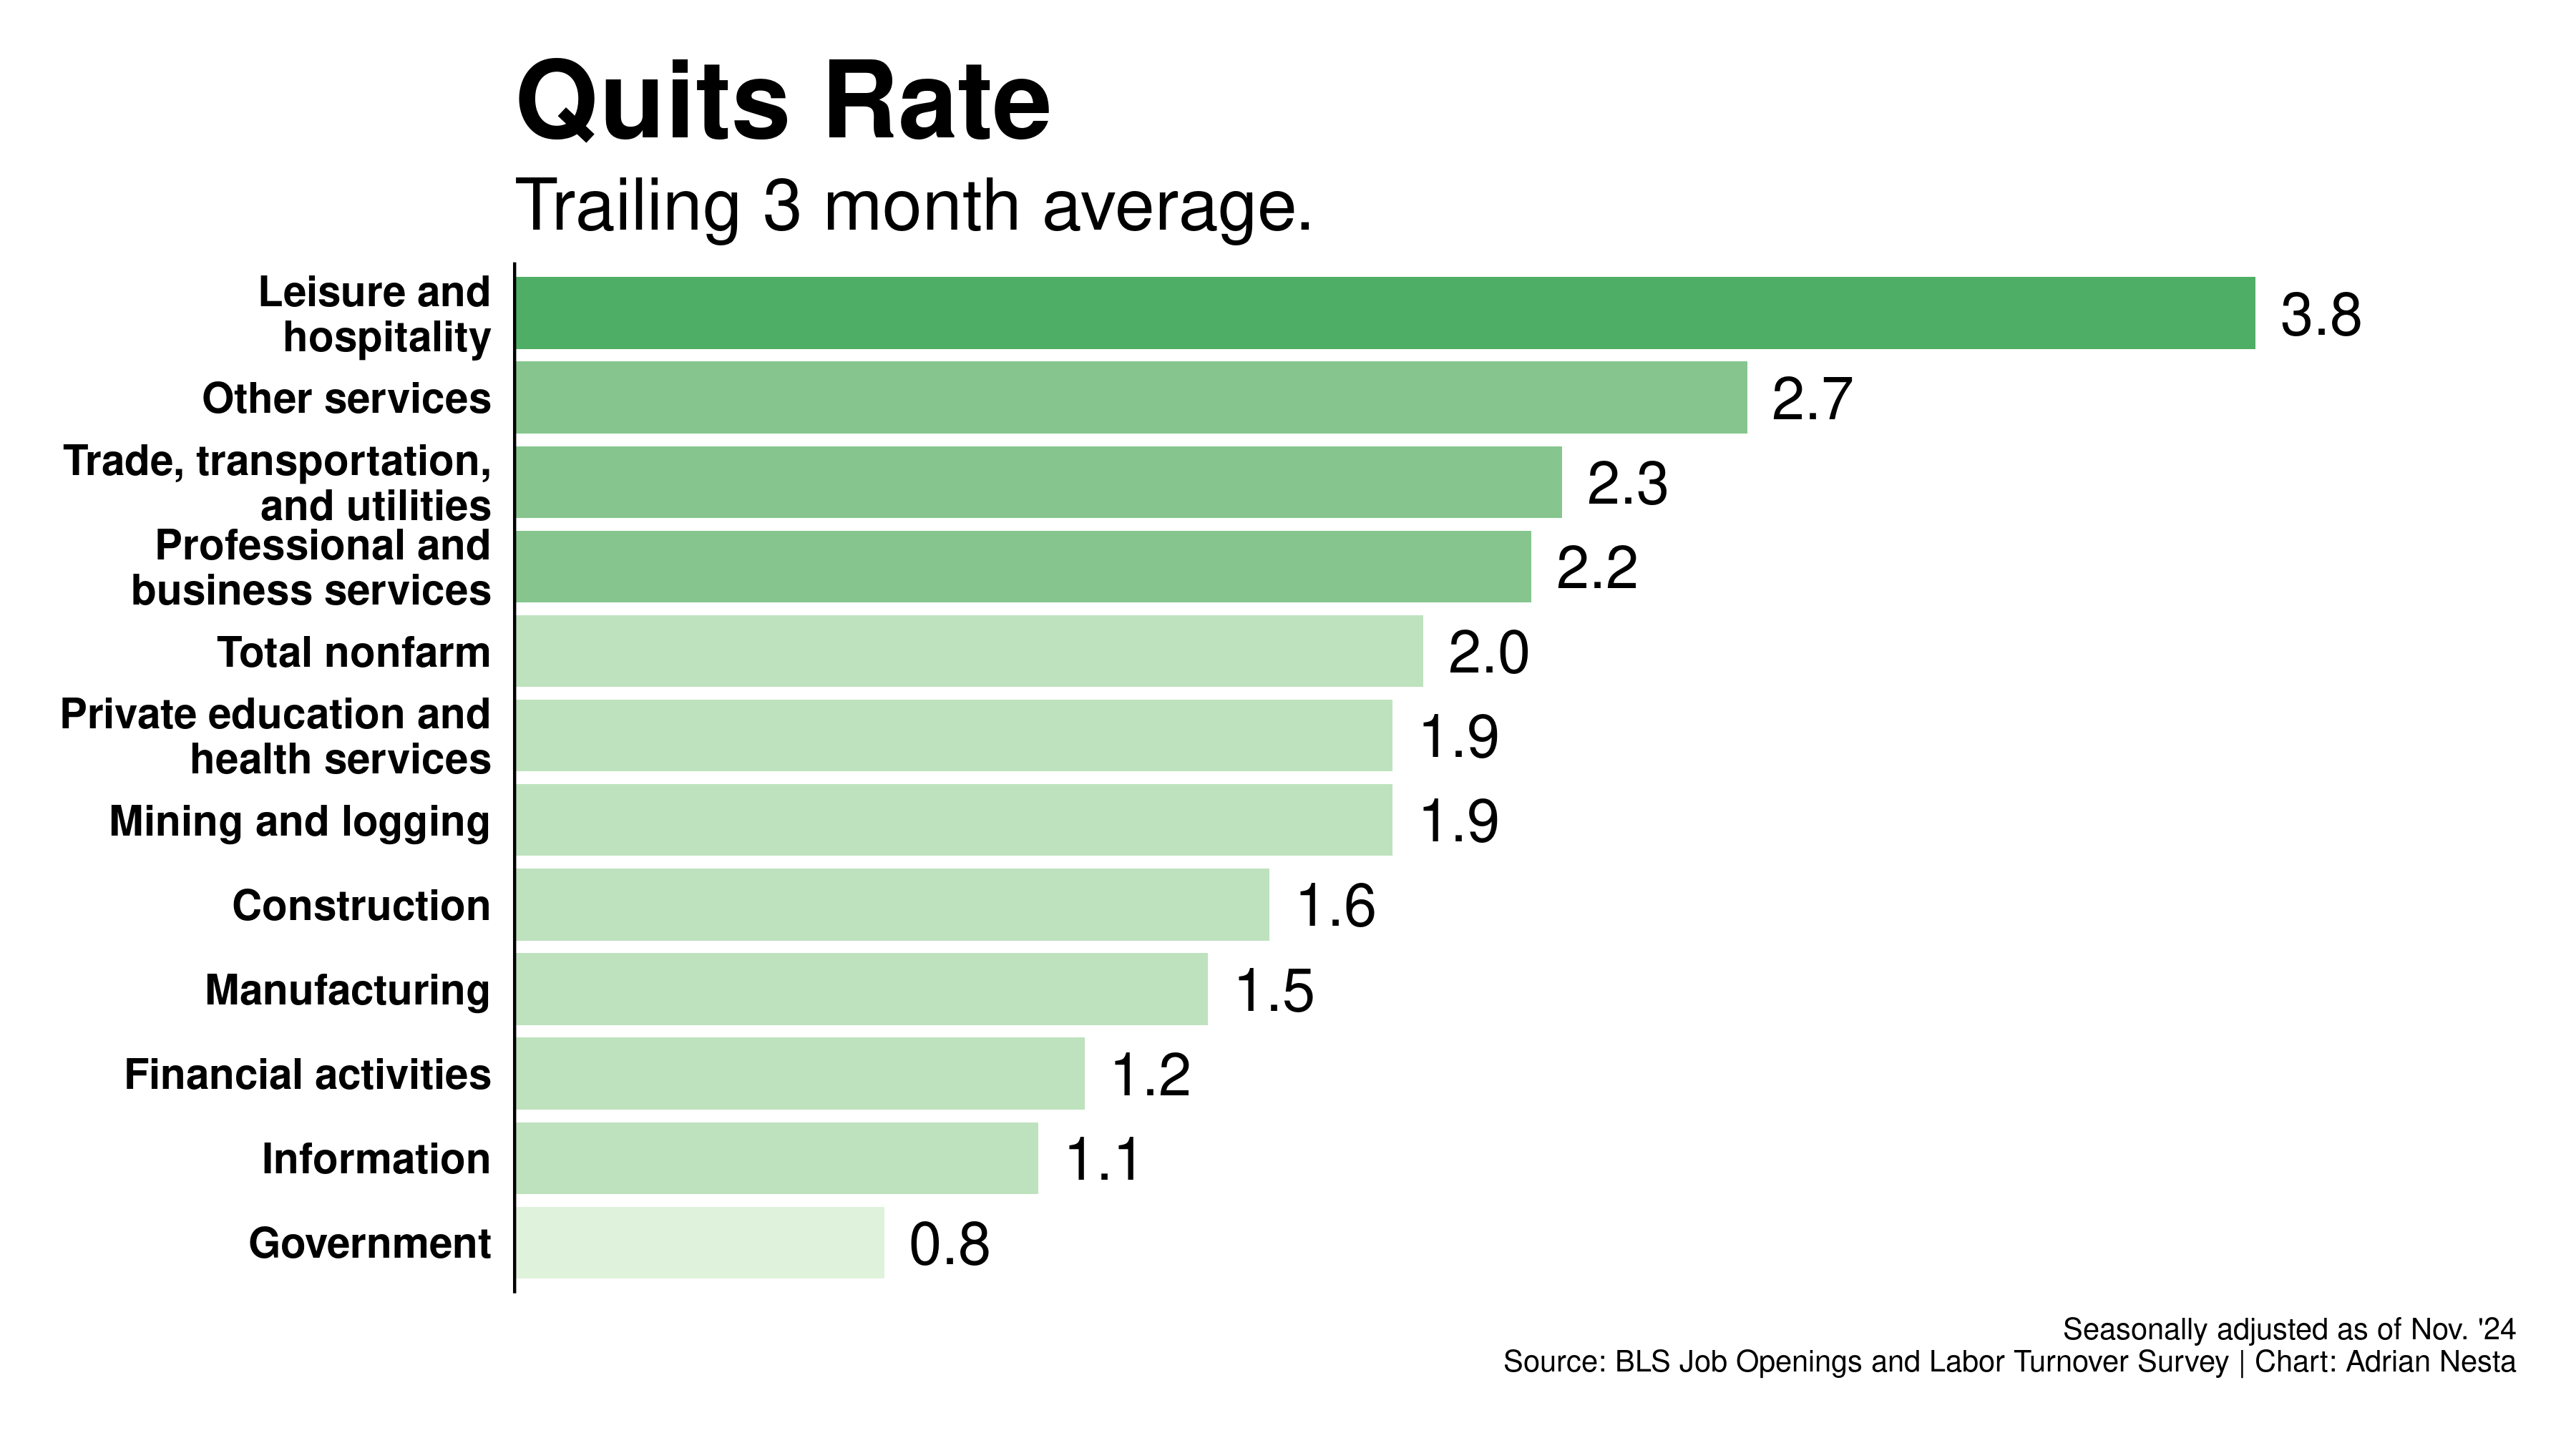 Quits Rate
Trailing 3 month average.
Leisure and
hospitality
3.8
Other services
2.7
Trade, transportation,
and utilities
2.3
Professional and
business services
2.2
Total nonfarm
2.0
Private education and
health services
1.9
Mining and logging
1.9
Construction
1.6
Manufacturing
1.5
Financial activities
1.2
Information
1.1
Government
0.8
Seasonally adjusted as of Nov. '24
Source: BLS Job Openings and Labor Turnover Survey | Chart: Adrian Nesta